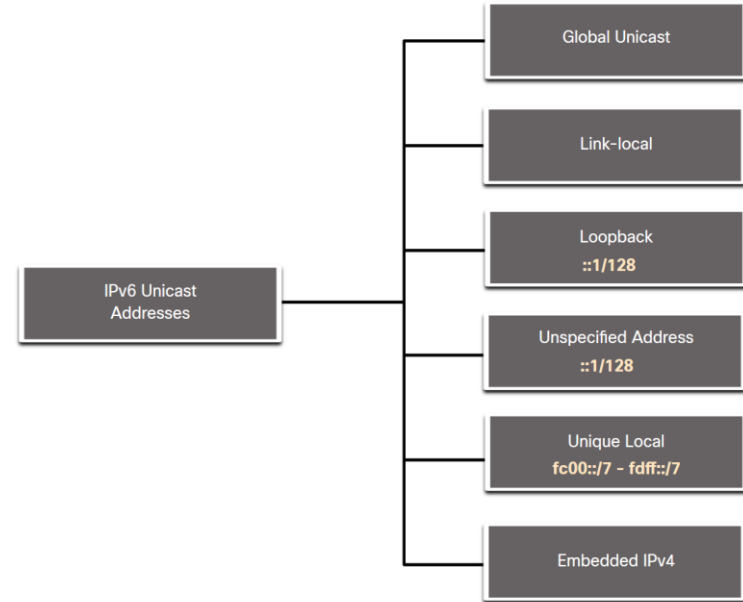 Global Unicast
Link-local
Loopback
::1/128
IPv6 Unicast
Addresses
Unspecified Address
::1/128
Unique Local
fc00::/7 - fdff::/7
Embedded IPv4